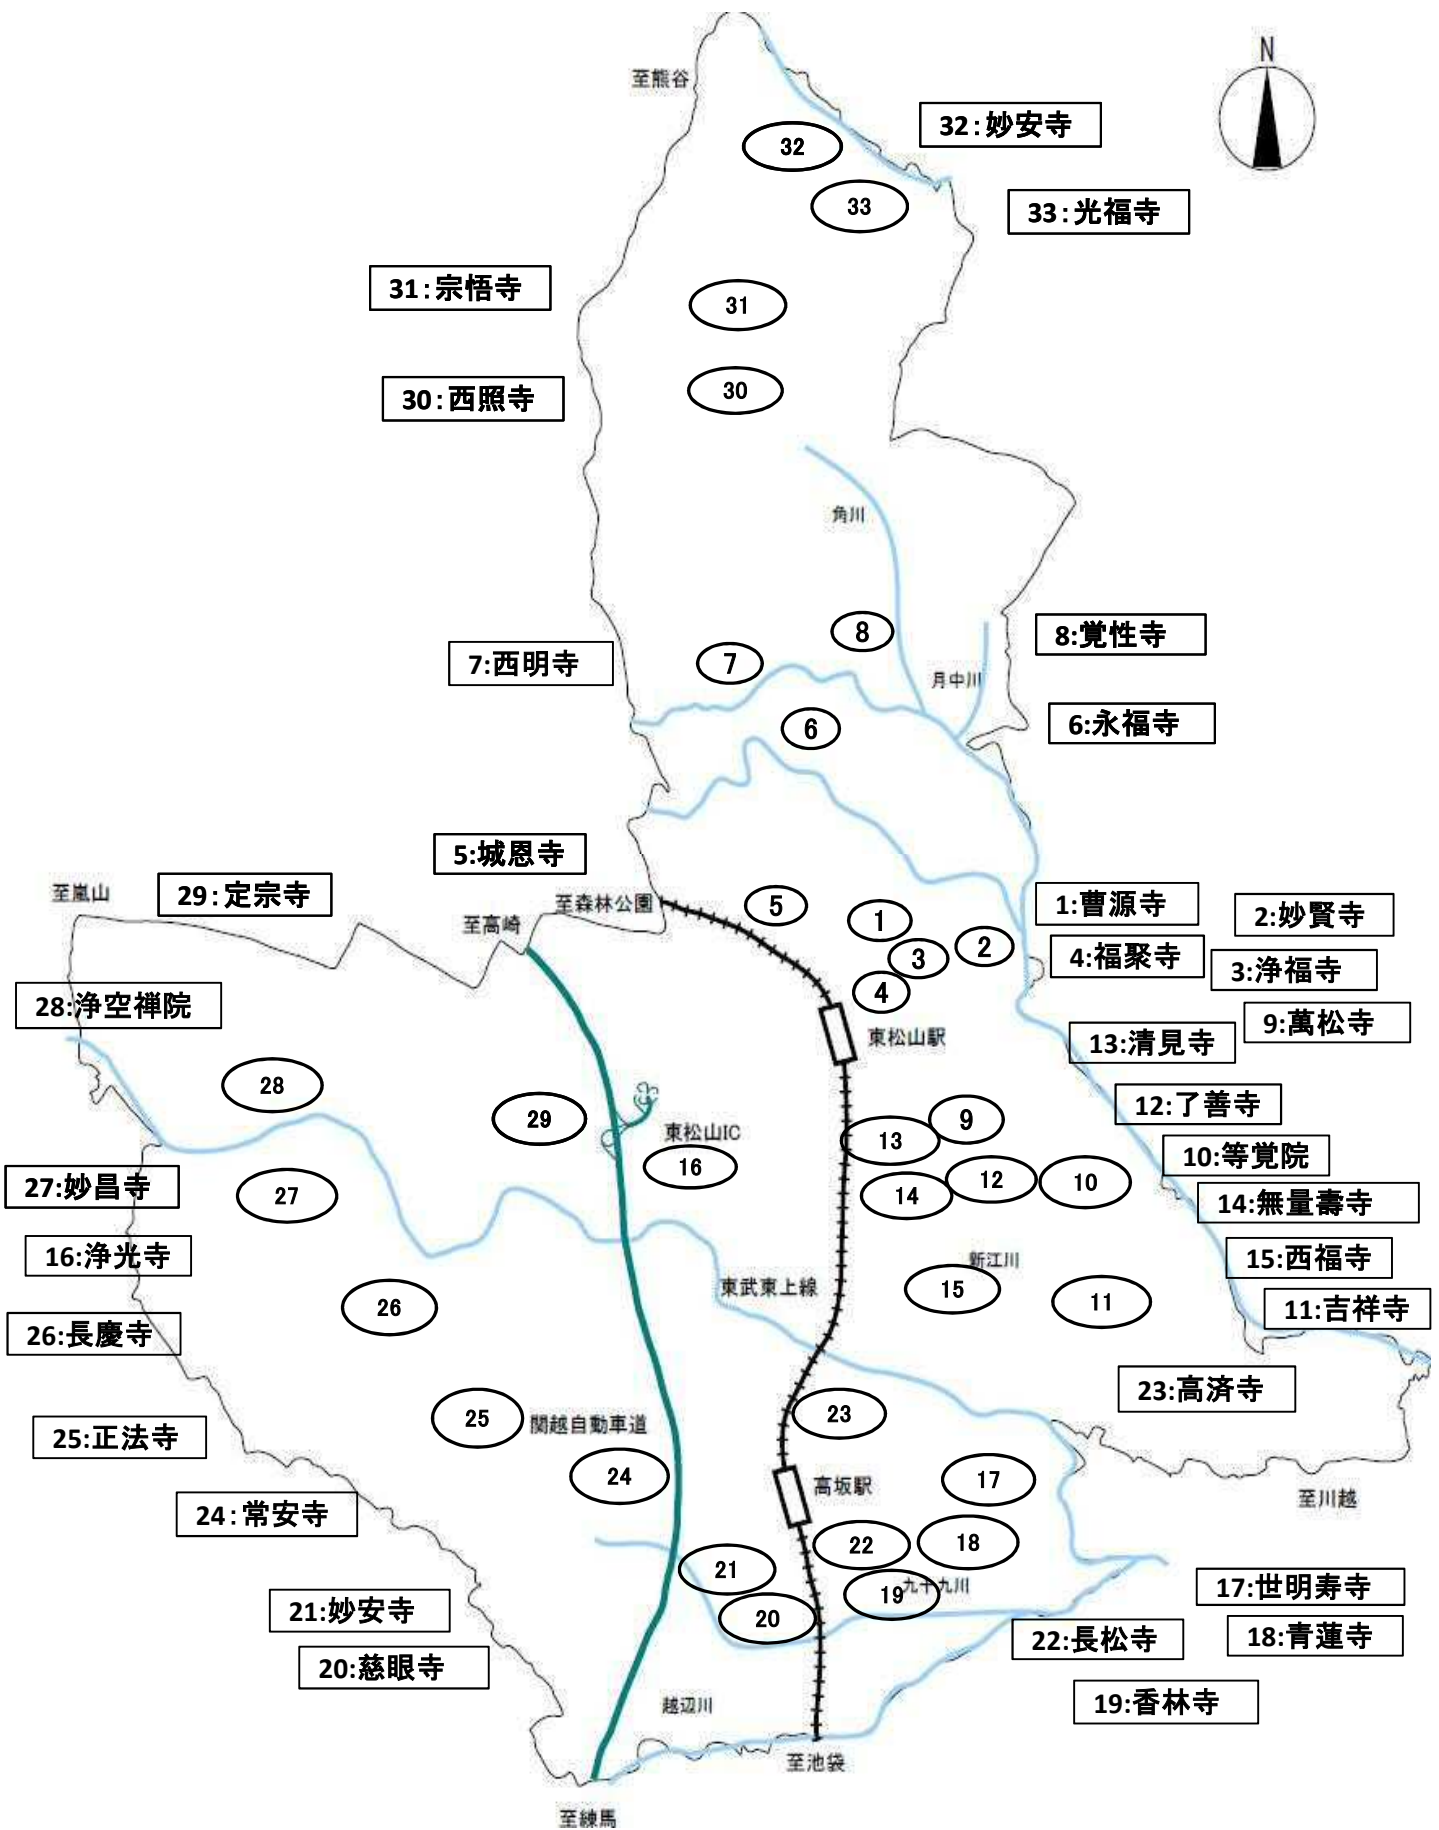 N
至熊谷
32:妙安寺
32
33
33:光福寺
31:宗悟寺
31
30:西照寺
30
角川
8
8:覚性寺
7:西明寺
7
月中川
6
6:永福寺
5:城恩寺
至嵐山
29:定宗寺
至森林公園
至高崎
5
1
1:曹源寺
2:妙賢寺
3
2
4:福聚寺
3:浄福寺
4
28:浄空禅院
東松山駅
9:萬松寺
13:清見寺
28
29
東松山IC
16
13
9
12:了善寺
27:妙昌寺
27
14
12
10
10:等覚院
14:無量壽寺
16:浄光寺
新江川
15:西福寺
26
東武東上線
15
11
11:吉祥寺
26:長慶寺
23:高済寺
25:正法寺
25
関越自動車道
23
24
高坂駅
17
至川越
24:常安寺
22
18
21
九十九川
19
17:世明寿寺
21:妙安寺
20
22:長松寺
18:青蓮寺
20:慈眼寺
越辺川
19:香林寺
至池袋
至練馬